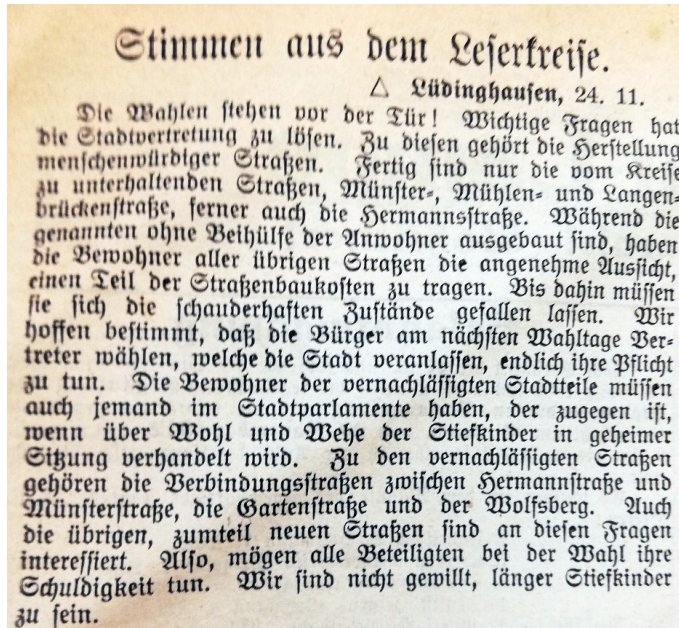 Stimmen aus dem Leserkreise.
△ Lüdinghausen, 24. 11.
Die Wahlen stehen vor der Tür! Wichtige Fragen hat
die Stadtvertretung zu lösen. Zu diesen gehört die Herstellung
menschenwürdiger Straßen. Fertig sind nur die vom Kreise
zu unterhaltenden Straßen, Münster-, Mühlen- und Langen-
brückenstraße, ferner auch die Hermannsstraße. Während die
genannten ohne Beihülfe der Anwohner ausgebaut sind, haben
die Bewohner aller übrigen Straßen die angenehme Aussicht,
einen Teil der Straßenbaukosten zu tragen. Bis dahin müssen
sie sich die schauderhaften Zustände gefallen lassen. Wir
hoffen bestimmt, daß die Bürger am nächsten Wahltage Ver-
treter wählen, welche die Stadt veranlassen, endlich ihre Pflicht
zu tun. Die Bewohner der vernachlässigten Stadtteile müssen
auch jemand im Stadtparlamente haben, der zugegen ist,
wenn über Wohl und Wehe der Stiefkinder in geheimer
Sitzung verhandelt wird. Zu den vernachlässigten Straßen
gehören die Verbindungsstraßen zwischen Hermannstraße und
Münsterstraße, die Gartenstraße und der Wolfsberg. Auch
die übrigen, zumteil neuen Straßen sind an diesen Fragen
interessiert. Also, mögen alle Beteiligten bei der Wahl ihre
Schuldigkeit tun. Wir sind nicht gewillt, länger Stiefkinder
zu sein.